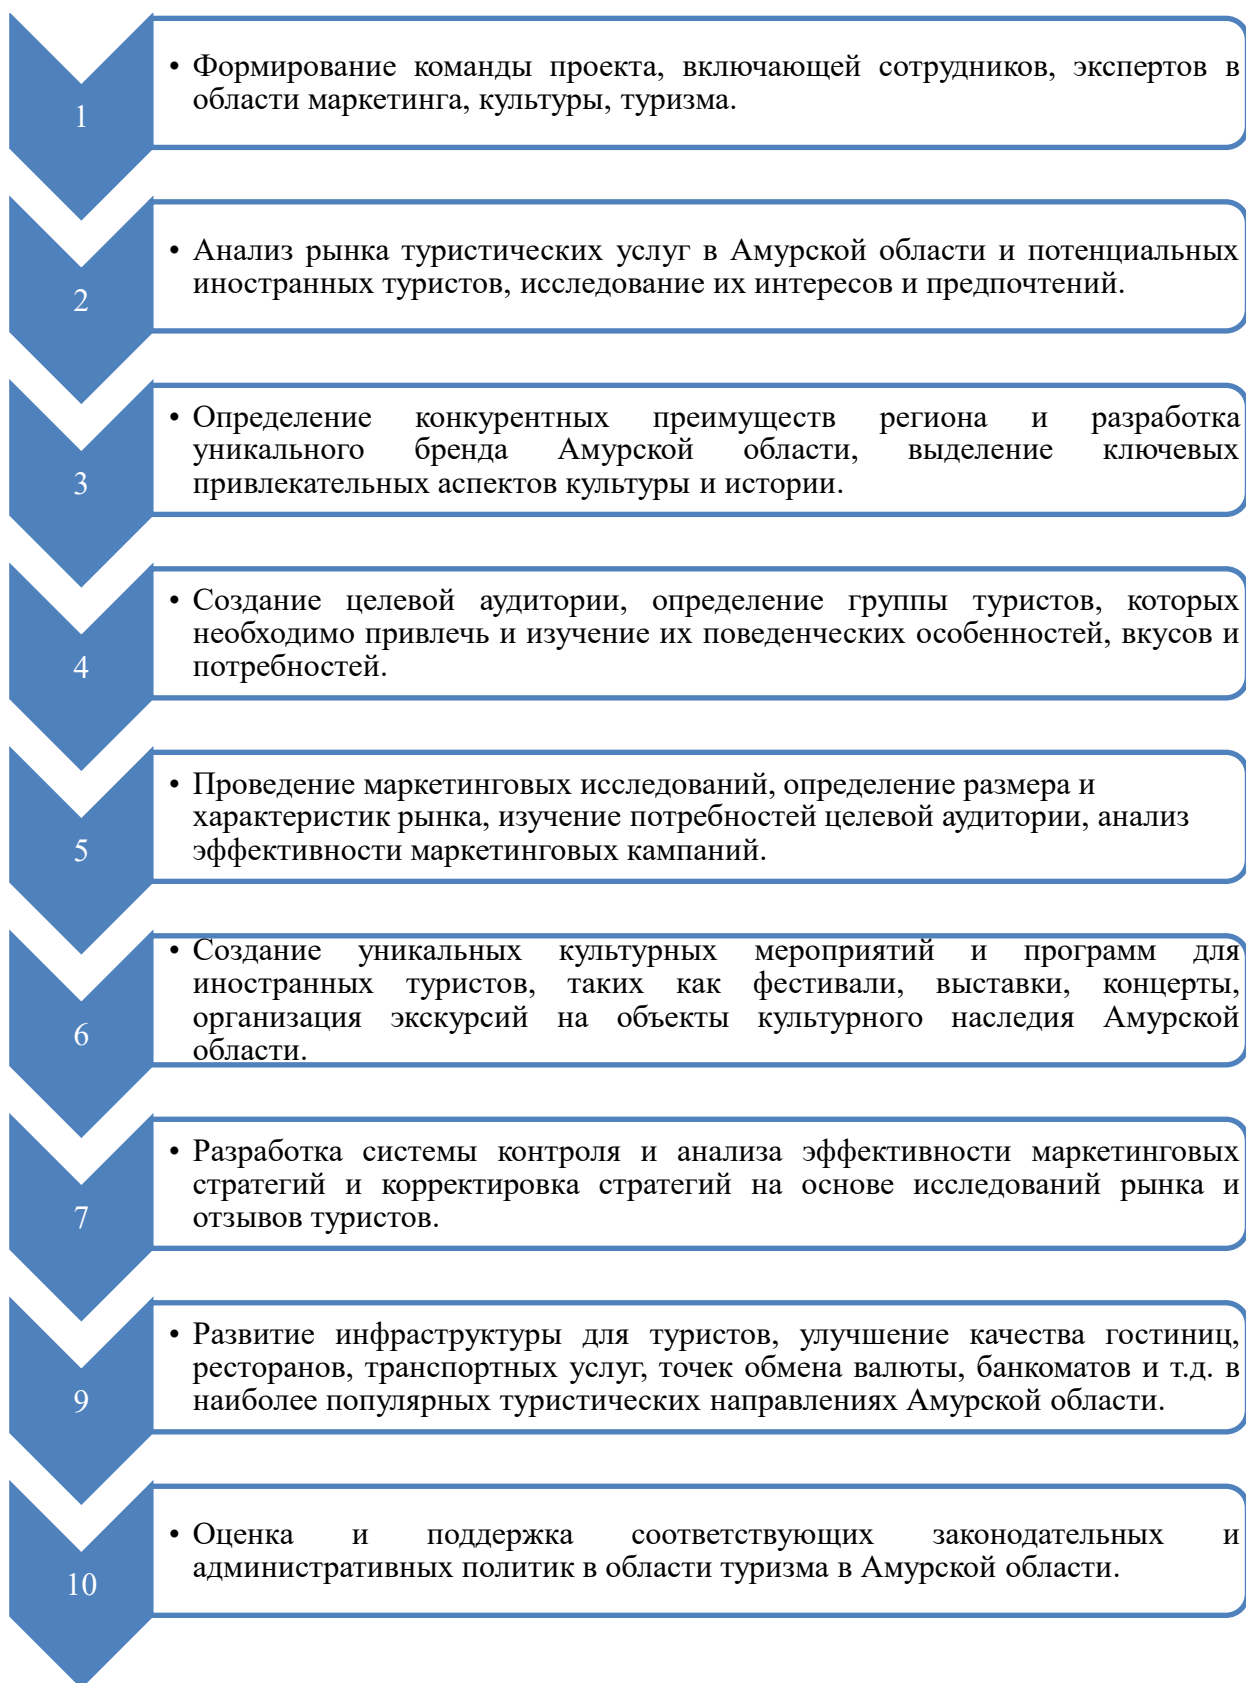 1
• Формирование команды проекта, включающей сотрудников, экспертов в
области маркетинга, культуры, туризма.
2
• Анализ рынка туристических услуг в Амурской области и потенциальных
иностранных туристов, исследование их интересов и предпочтений.
3
• Определение конкурентных преимуществ региона и разработка
уникального бренда Амурской области, выделение ключевых
привлекательных аспектов культуры и истории.
4
• Создание целевой аудитории, определение группы туристов, которых
необходимо привлечь и изучение их поведенческих особенностей, вкусов и
потребностей.
5
• Проведение маркетинговых исследований, определение размера и
характеристик рынка, изучение потребностей целевой аудитории, анализ
эффективности маркетинговых кампаний.
6
• Создание уникальных культурных мероприятий и программ для
иностранных туристов, таких как фестивали, выставки, концерты,
организация экскурсий на объекты культурного наследия Амурской
области.
7
• Разработка системы контроля и анализа эффективности маркетинговых
стратегий и корректировка стратегий на основе исследований рынка и
отзывов туристов.
9
• Развитие инфраструктуры для туристов, улучшение качества гостиниц,
ресторанов, транспортных услуг, точек обмена валюты, банкоматов и т.д. в
наиболее популярных туристических направлениях Амурской области.
10
• Оценка и поддержка соответствующих законодательных и
административных политик в области туризма в Амурской области.